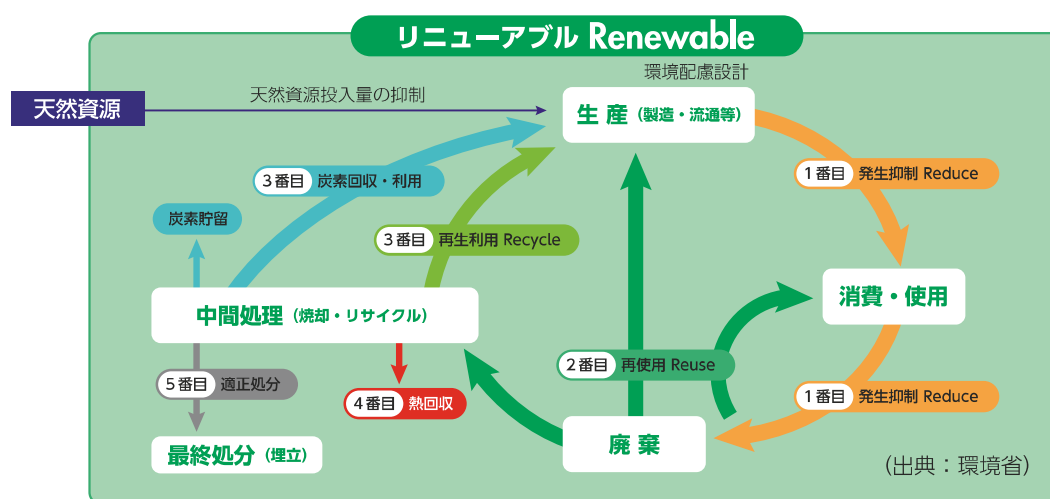 リニューアブル Renewable
環境配慮設計
天然資源
天然資源投入量の抑制
生 産 (製造・流通等)
1番目 発生抑制 Reduce
3番目 炭素回収・利用
炭素貯留
3番目 再生利用 Recycle
中間処理 (焼却・リサイクル)
消費・使用
2番目 再使用 Reuse
5番目 適正処分
4番目 熱回収
1番目 発生抑制 Reduce
最終処分 (埋立)
廃 棄
(出典：環境省)